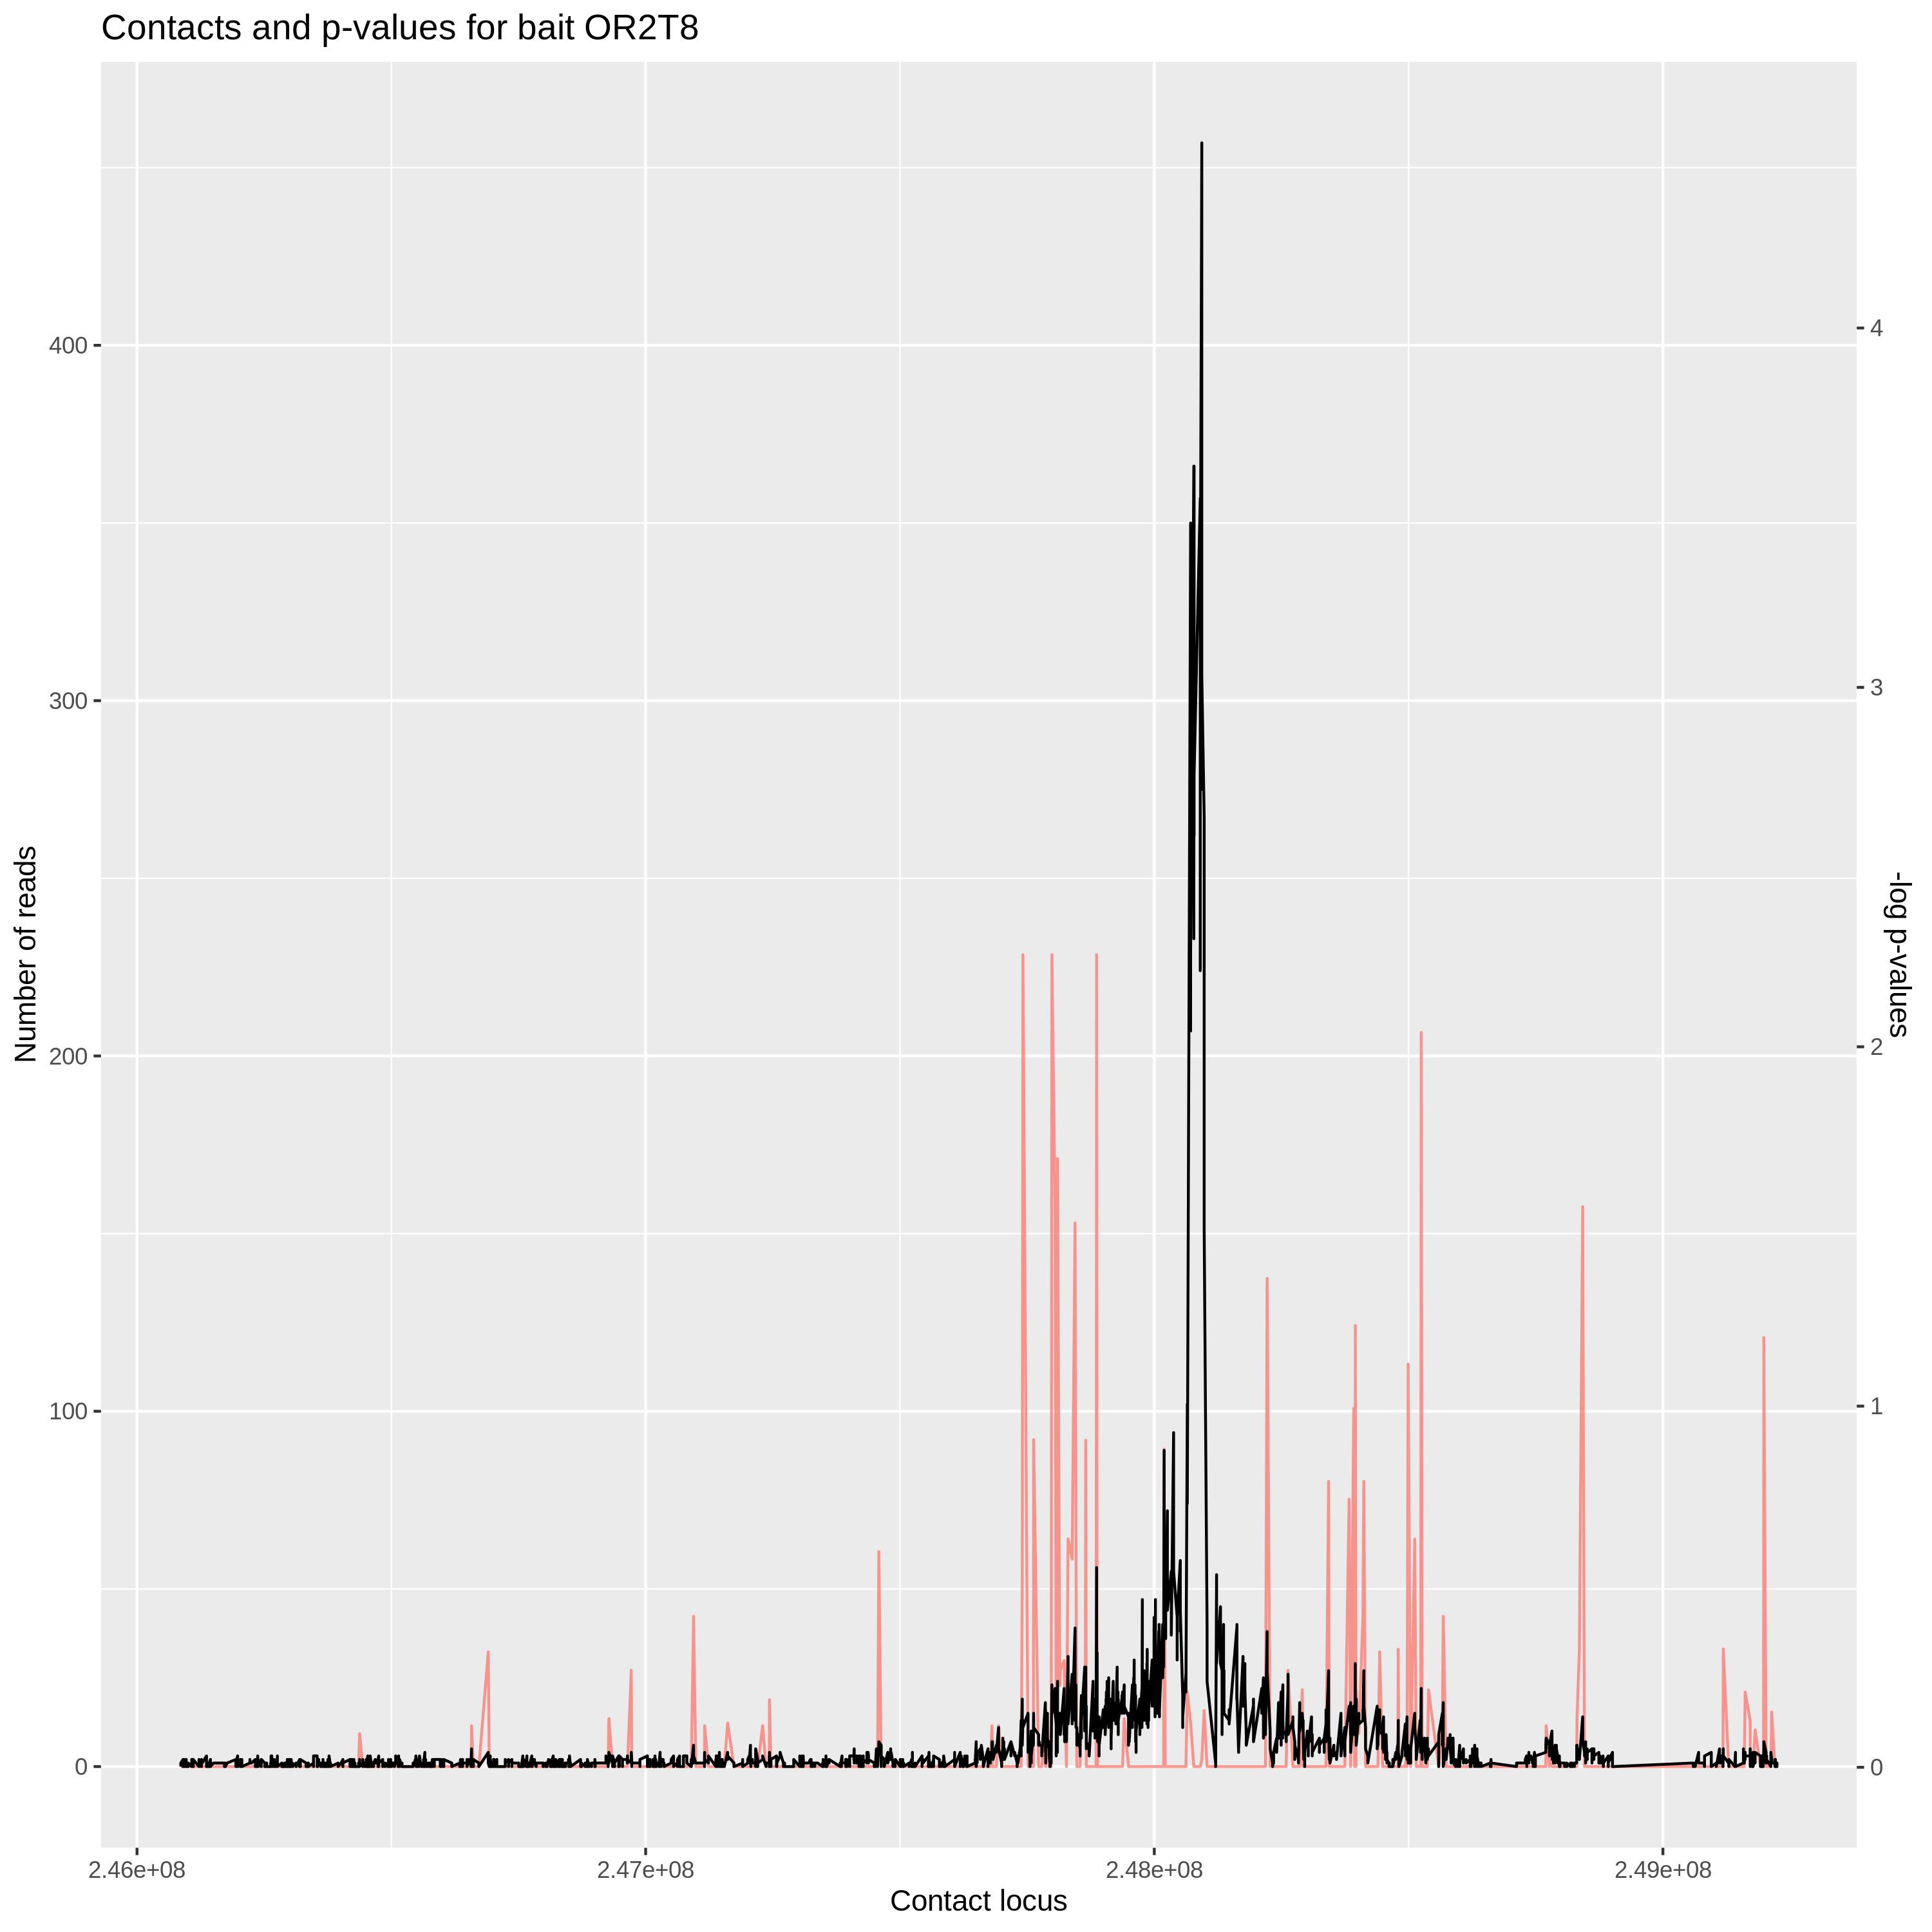 Contacts and p-values for bait OR2T8
400
300
200
100
0
Number of reads
4
3
2
1
0
-log p-values
2.46e+08
2.47e+08
2.48e+08
2.49e+08
Contact locus